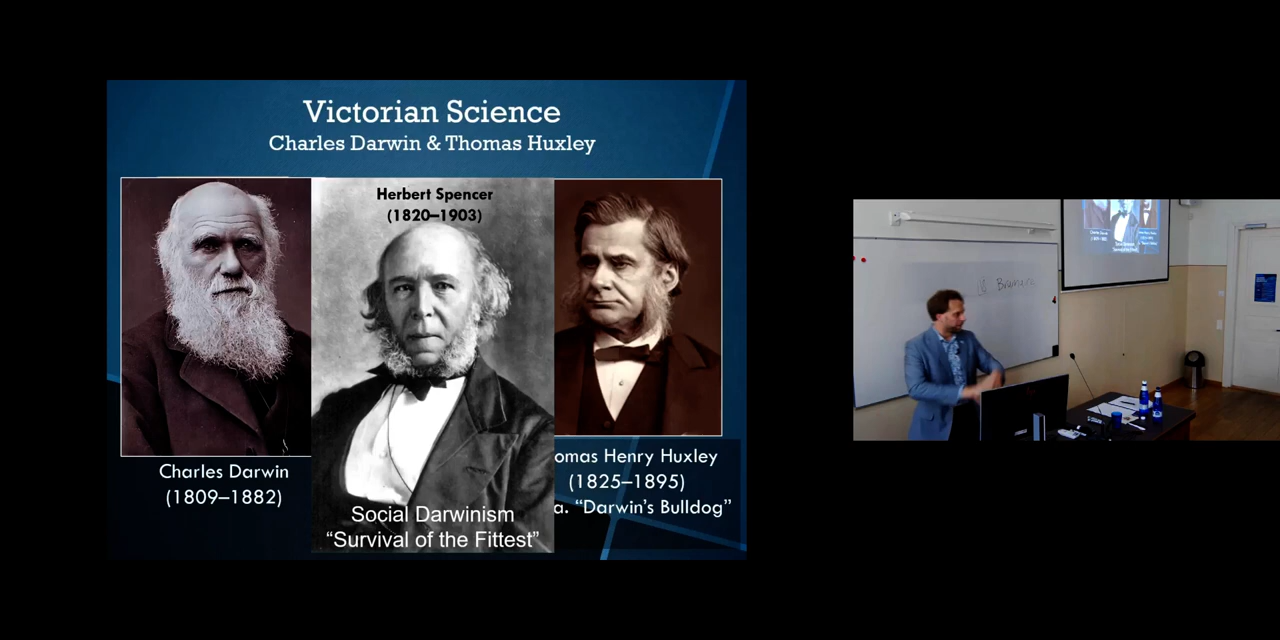 Victorian Science
Charles Darwin & Thomas Huxley
Herbert Spencer
(1820–1903)
Charles Darwin
(1809–1882)
Social Darwinism
“Survival of the Fittest”
omas Henry Huxley
(1825–1895)
a. “Darwin’s Bulldog”